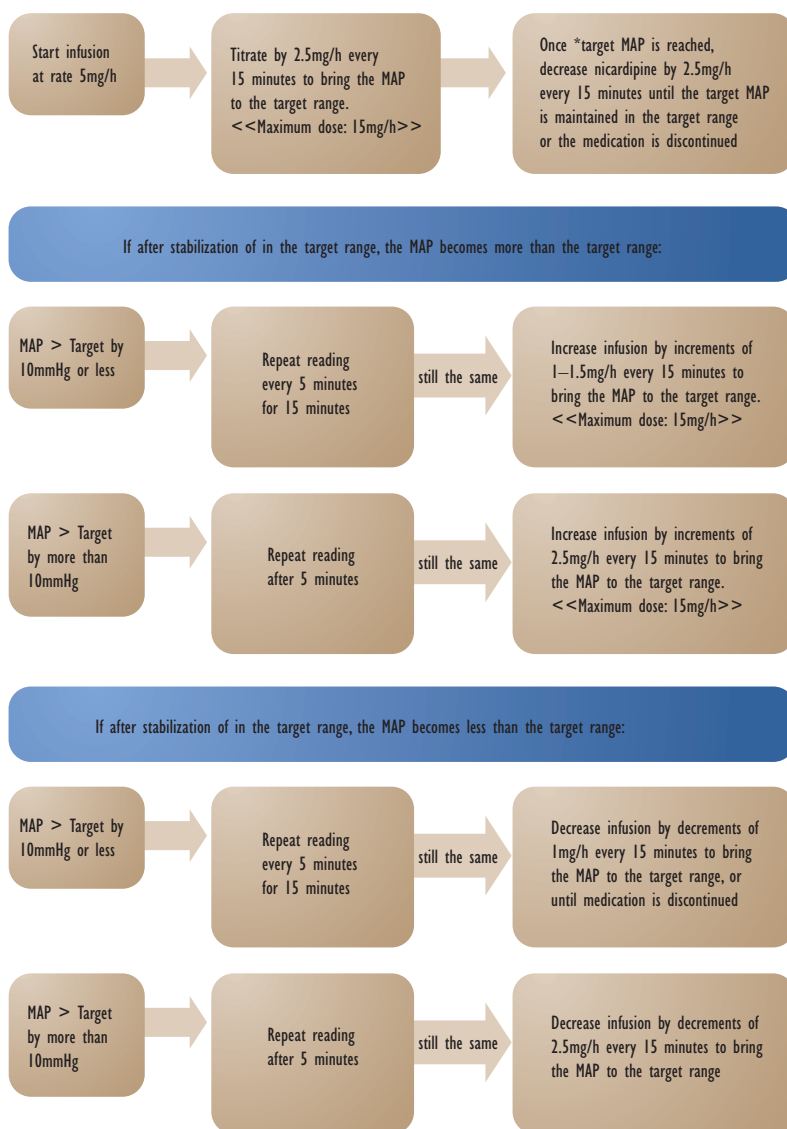 Start infusion
at rate 5mg/h
Titrate by 2.5mg/h every
15 minutes to bring the MAP
to the target range.
<<Maximum dose: 15mg/h>>
Once *target MAP is reached,
decrease nicardipine by 2.5mg/h
every 15 minutes until the target MAP
is maintained in the target range
or the medication is discontinued
If after stabilization of in the target range, the MAP becomes more than the target range:
MAP > Target by
10mmHg or less
Repeat reading
every 5 minutes
for 15 minutes
still the same
Increase infusion by increments of
1–1.5mg/h every 15 minutes to
bring the MAP to the target range.
<<Maximum dose: 15mg/h>>
MAP > Target
by more than
10mmHg
Repeat reading
after 5 minutes
still the same
Increase infusion by increments of
2.5mg/h every 15 minutes to bring
the MAP to the target range.
<<Maximum dose: 15mg/h>>
If after stabilization of in the target range, the MAP becomes less than the target range:
MAP > Target by
10mmHg or less
Repeat reading
every 5 minutes
for 15 minutes
still the same
Decrease infusion by decrements of
1mg/h every 15 minutes to bring
the MAP to the target range, or
until medication is discontinued
MAP > Target
by more than
10mmHg
Repeat reading
after 5 minutes
still the same
Decrease infusion by decrements of
2.5mg/h every 15 minutes to bring
the MAP to the target range